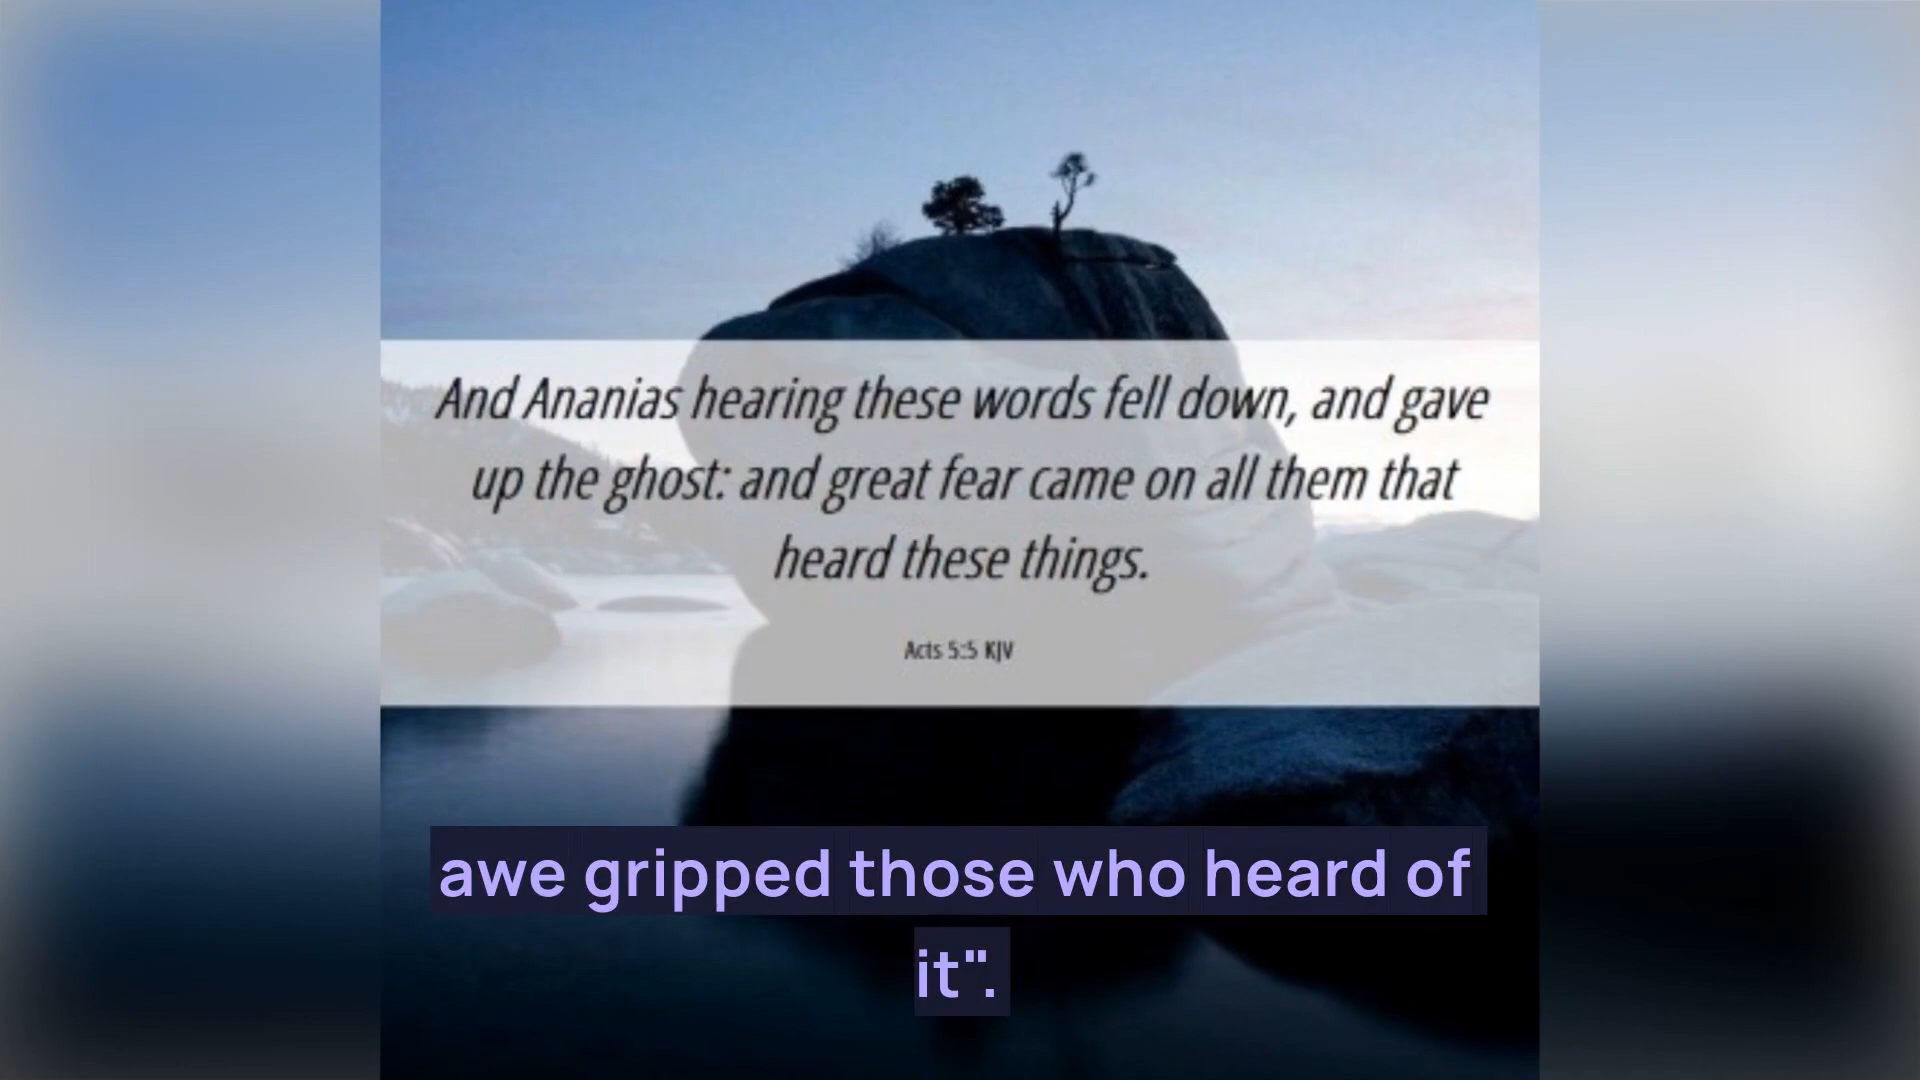 And Ananias hearing these words fell down, and gave
up the ghost: and great fear came on all them that
heard these things.
Acts 5:5 KJV
awe gripped those who heard of
it".